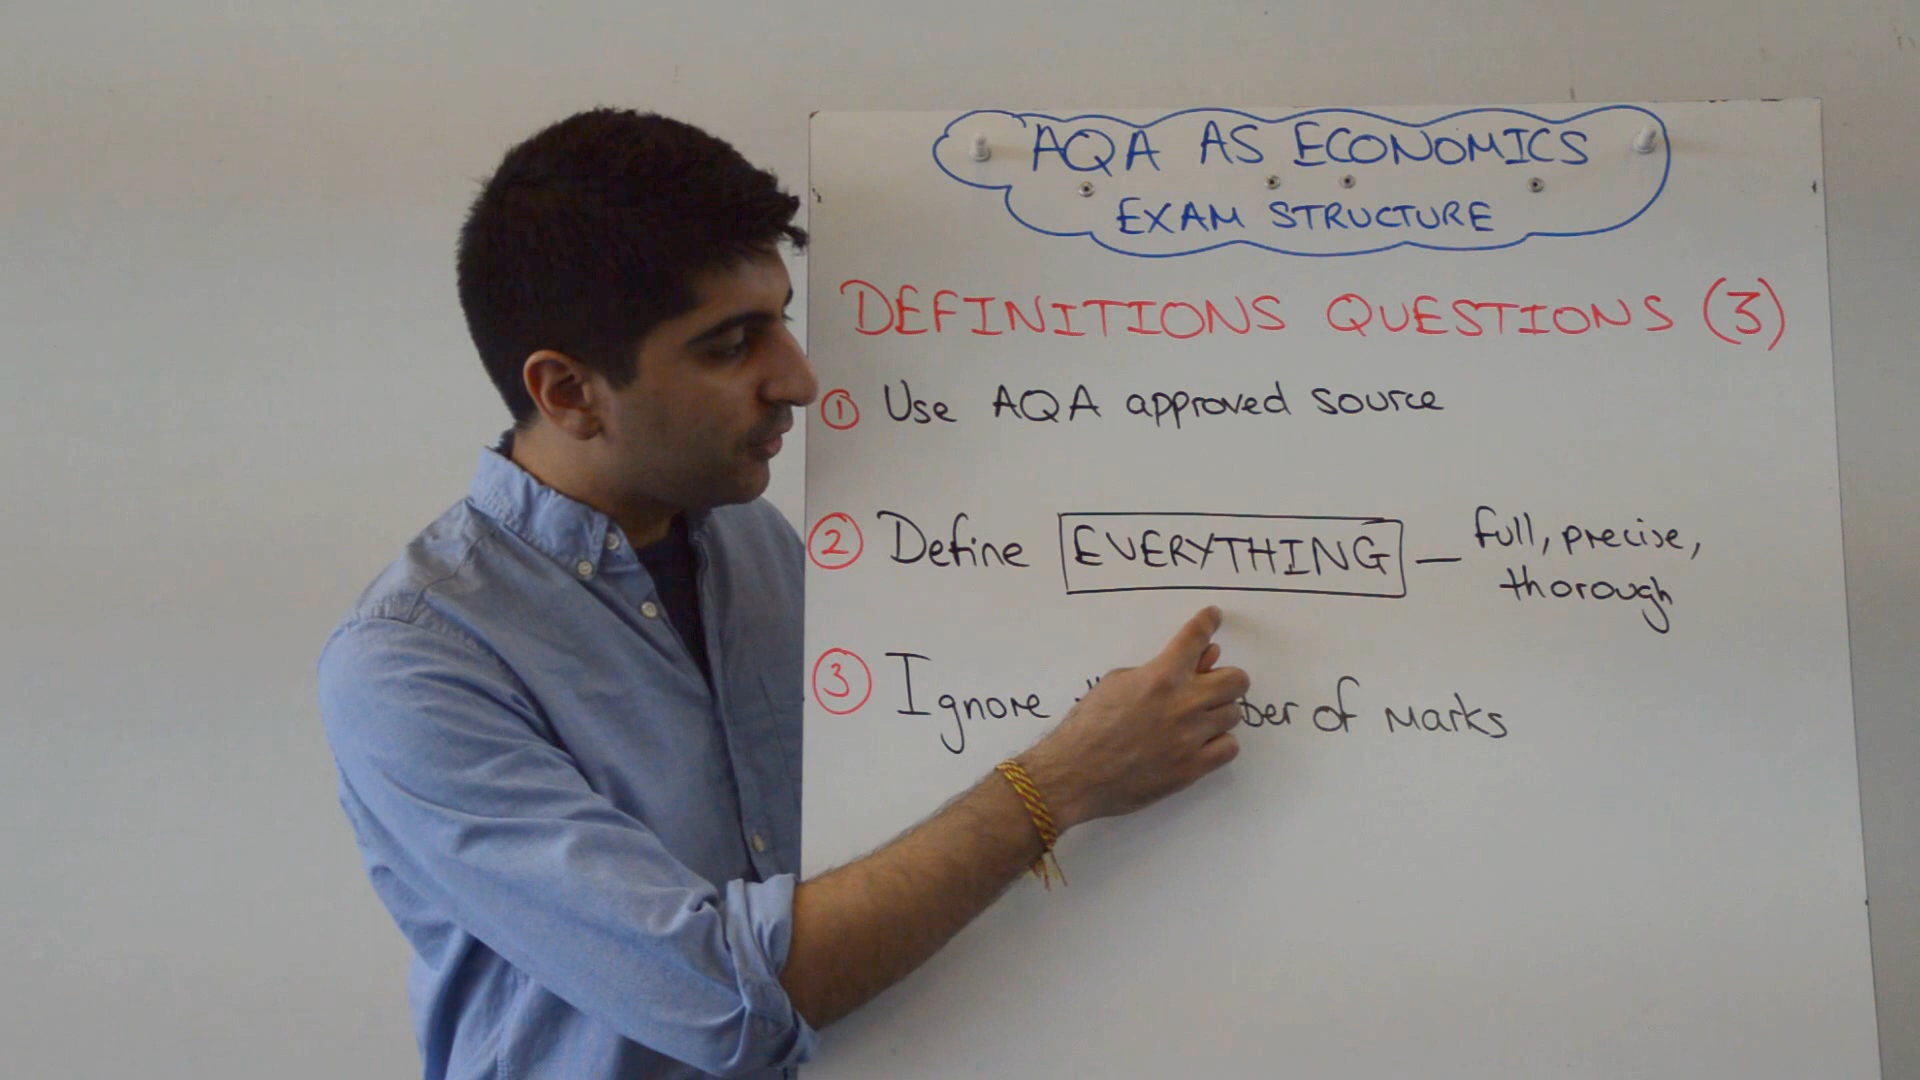 AQA AS ECONOMICS
EXAM STRUCTURE
DEFINITIONS QUESTIONS (3)
① Use AQA approved source
② Define EVERYTHING — full, precise,
thorough
③ Ignore of Marks